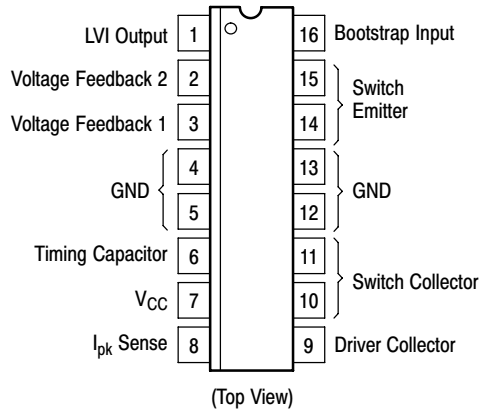 LVI Output 1 16 Bootstrap Input
Voltage Feedback 2 2 15 Switch
Emitter
Voltage Feedback 1 3 14
GND 4 13 GND
5 12
Timing Capacitor 6 11 Switch Collector
VCC 7 10
Ipk Sense 8 9 Driver Collector
(Top View)